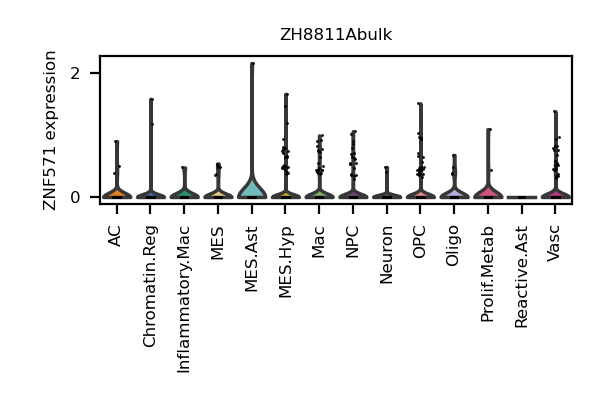 ZH8811Abulk
ZNF571 expression
2
0
AC
Chromatin.Reg
Inflammatory.Mac
MES
MES.Ast
MES.Hyp
Mac
NPC
Neuron
OPC
Oligo
Prolif.Metab
Reactive.Ast
Vasc